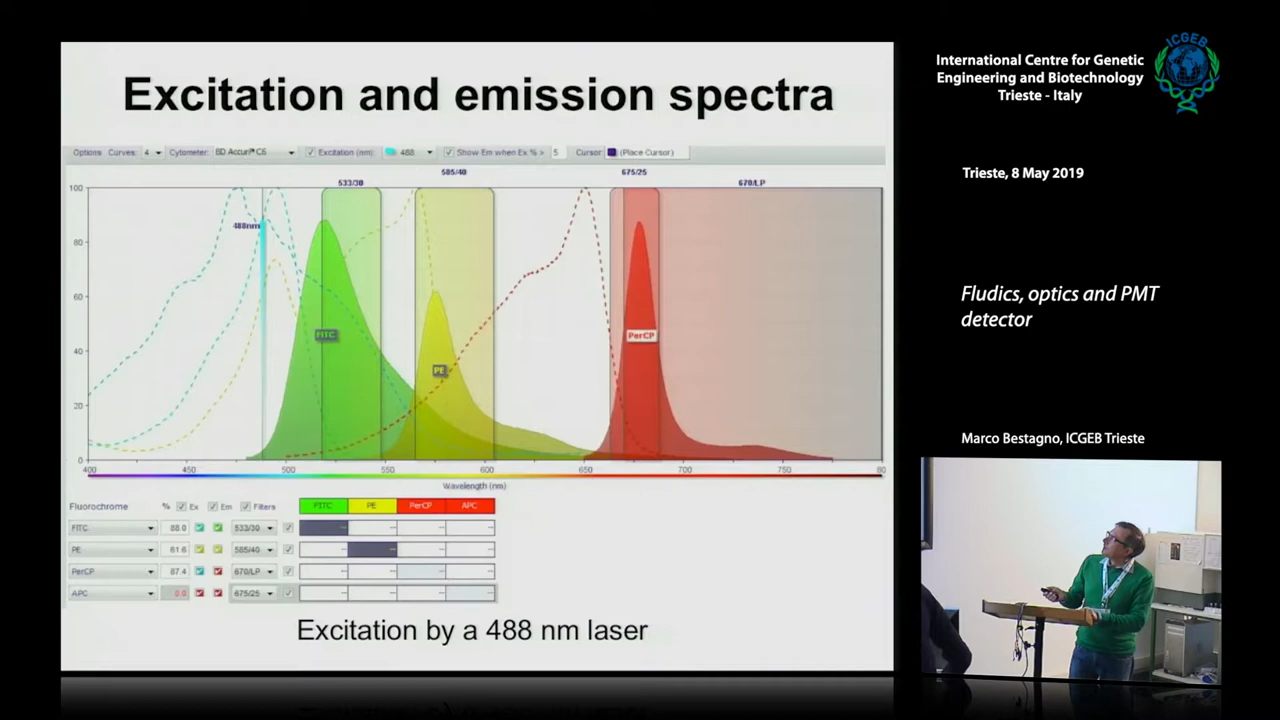 Excitation and emission spectra
Options Curves: 4 Cytometer: BD Accuri® C6 Excitation (nm): 488 Show Em when Ex % > 5 Cursor: (Place Cursor)
533/30 585/40 675/25 670/LP
100
80
60
40
20
0
488nm
FITC
PE
PerCP
400 450 500 550 600 650 700 750 80
Wavelength (nm)
Fluorochrome % Ex Em Filters FITC PE PerCP APC
FITC 88.0 533/30
PE 61.6 585/40
PerCP 87.4 670/LP
APC 0.0 675/25
Excitation by a 488 nm laser
International Centre for Genetic
Engineering and Biotechnology
Trieste - Italy
ICGEB
Trieste, 8 May 2019
Fludics, optics and PMT
detector
Marco Bestagno, ICGEB Trieste